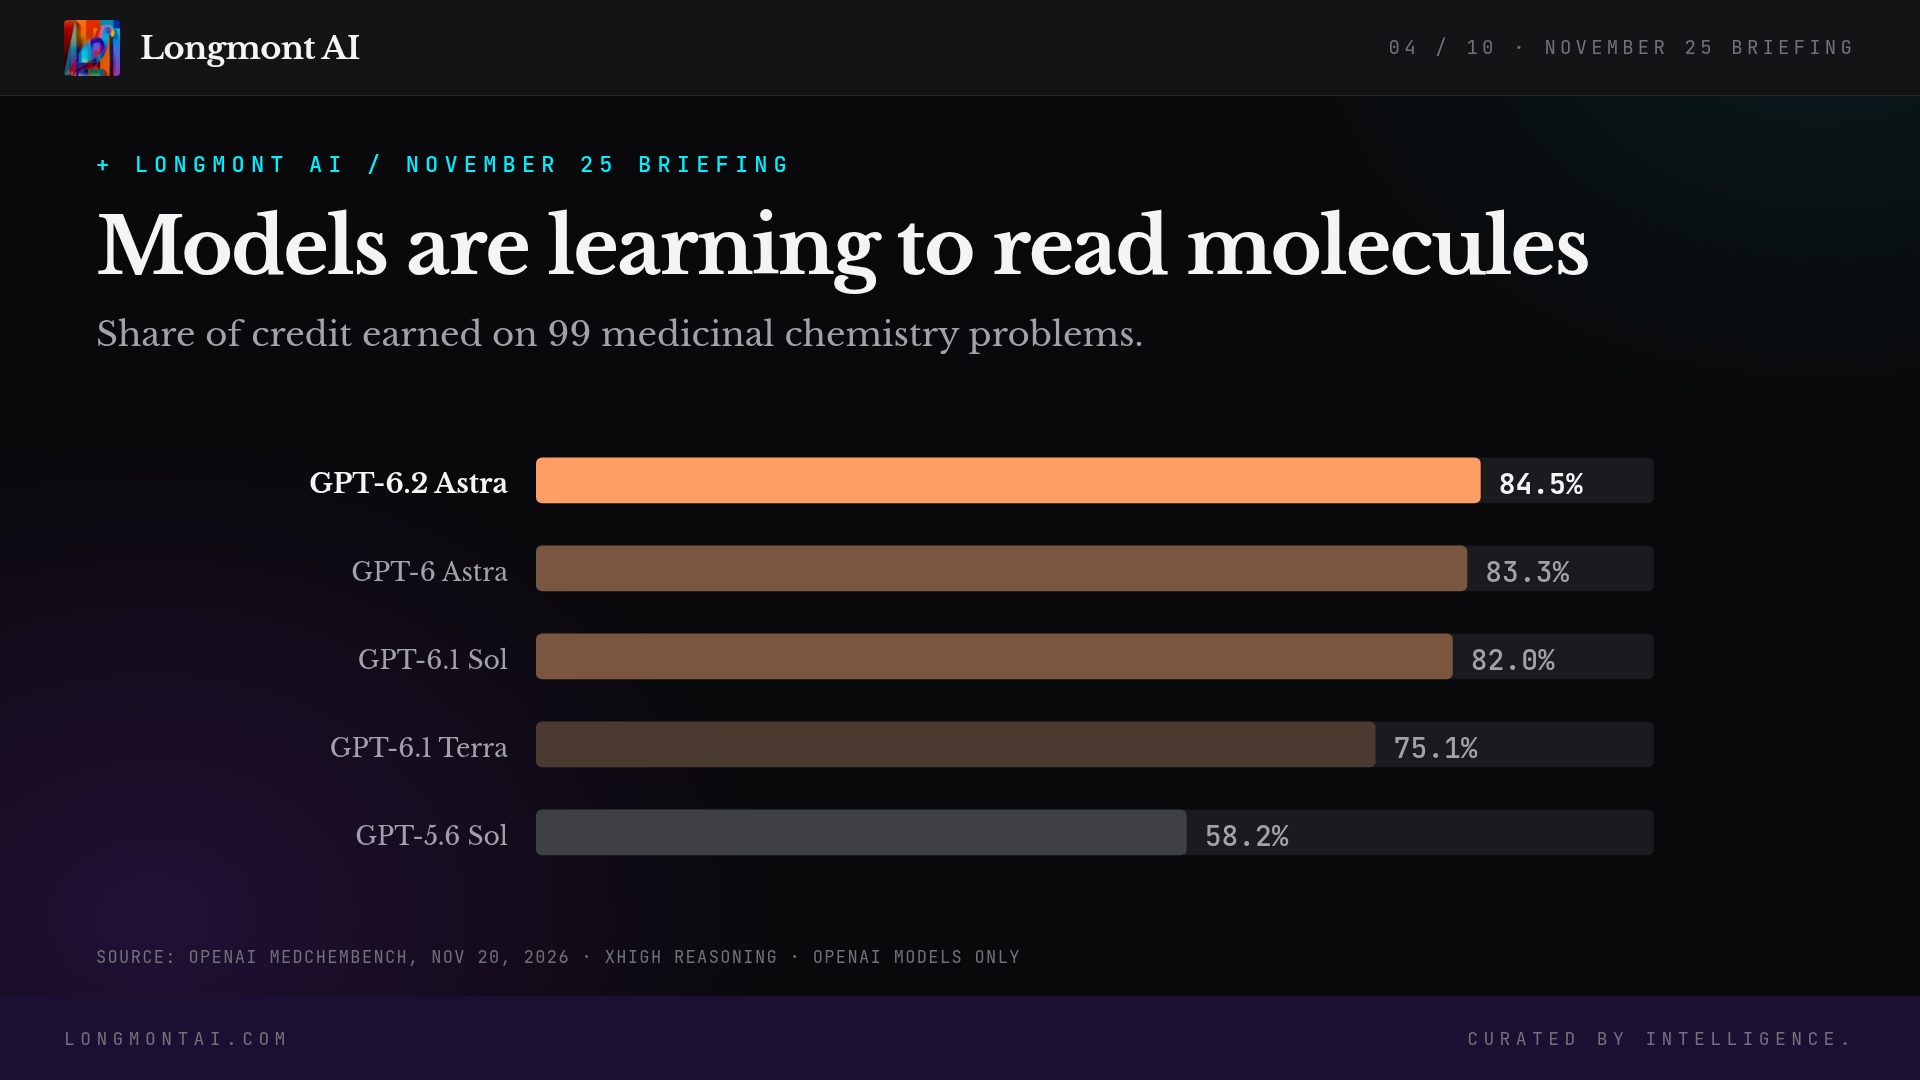 Longmont AI
04 / 10 · NOVEMBER 25 BRIEFING
+ LONGMONT AI / NOVEMBER 25 BRIEFING
Models are learning to read molecules
Share of credit earned on 99 medicinal chemistry problems.
GPT-6.2 Astra 84.5%
GPT-6 Astra 83.3%
GPT-6.1 Sol 82.0%
GPT-6.1 Terra 75.1%
GPT-5.6 Sol 58.2%
SOURCE: OPENAI MEDCHEMBENCH, NOV 20, 2026 · XHIGH REASONING · OPENAI MODELS ONLY
LONGMONTAI.COM
CURATED BY INTELLIGENCE.